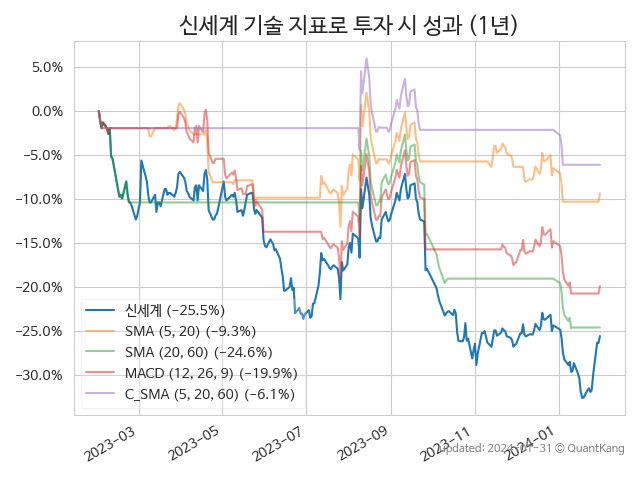 신세계 기술 지표로 투자 시 성과 (1년)
5.0%
0.0%
−5.0%
−10.0%
−15.0%
−20.0%
−25.0%
−30.0%
신세계 (−25.5%)
SMA (5, 20) (−9.3%)
SMA (20, 60) (−24.6%)
MACD (12, 26, 9) (−19.9%)
C_SMA (5, 20, 60) (−6.1%)
2023−03
2023−05
2023−07
2023−09
2023−11
2024−01
updated: 2024−01−31 © QuantKang